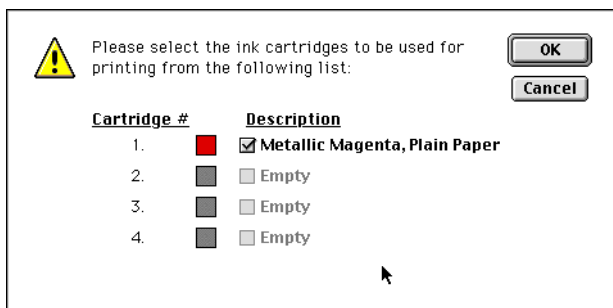 Please select the ink cartridges to be used for
printing from the following list:
OK
Cancel
Cartridge # Description
1. Metallic Magenta, Plain Paper
2. Empty
3. Empty
4. Empty